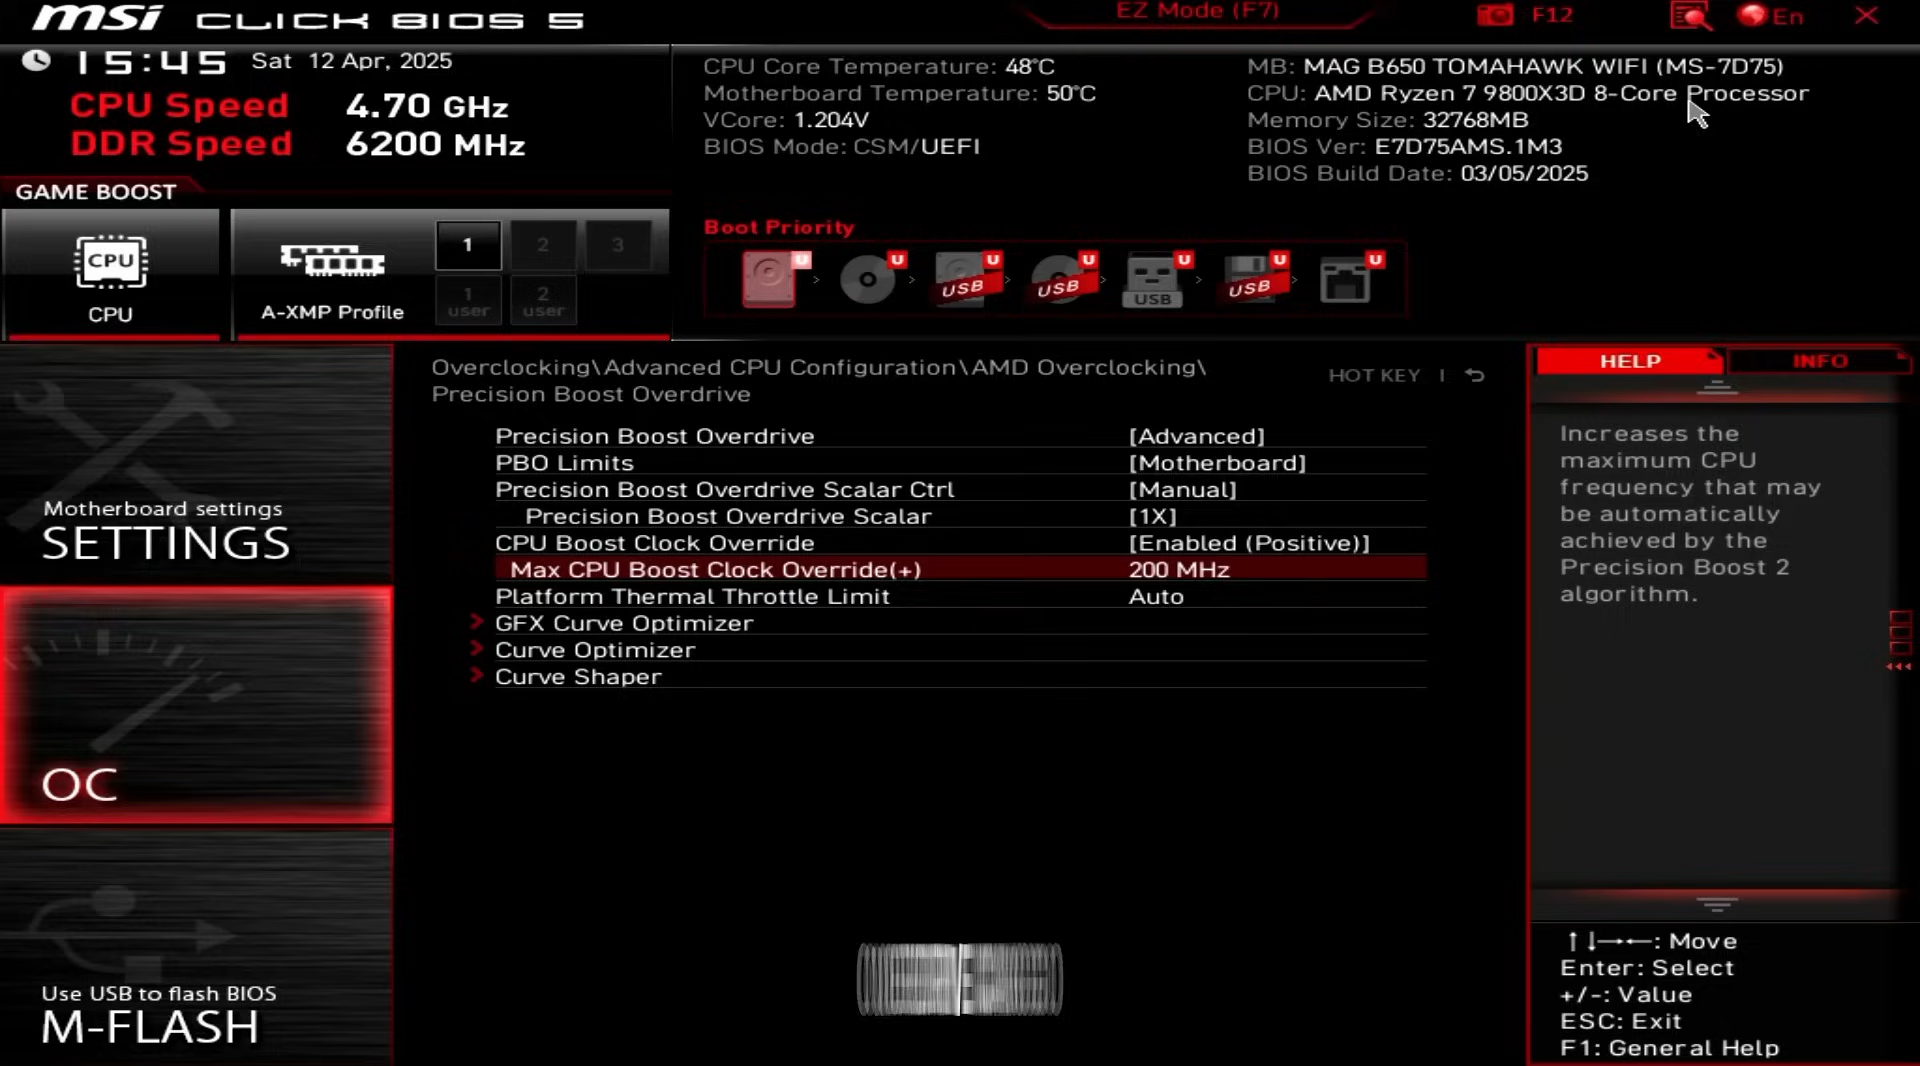 msi CLICK BIOS 5
EZ Mode (F7)
F12
En
15:45 Sat 12 Apr, 2025
CPU Speed 4.70 GHz
DDR Speed 6200 MHz
CPU Core Temperature: 48°C
Motherboard Temperature: 50°C
VCore: 1.204V
BIOS Mode: CSM/UEFI
MB: MAG B650 TOMAHAWK WIFI (MS-7D75)
CPU: AMD Ryzen 7 9800X3D 8-Core Processor
Memory Size: 32768MB
BIOS Ver: E7D75AMS.1M3
BIOS Build Date: 03/05/2025
GAME BOOST
CPU
CPU
A-XMP Profile
1 2 3
1 user 2 user
Boot Priority
U U U U U U U
USB USB USB USB
Motherboard settings
SETTINGS
OC
Use USB to flash BIOS
M-FLASH
Overclocking\Advanced CPU Configuration\AMD Overclocking\
Precision Boost Overdrive
HOT KEY |
Precision Boost Overdrive [Advanced]
PBO Limits [Motherboard]
Precision Boost Overdrive Scalar Ctrl [Manual]
Precision Boost Overdrive Scalar [1X]
CPU Boost Clock Override [Enabled (Positive)]
Max CPU Boost Clock Override(+) 200 MHz
Platform Thermal Throttle Limit Auto
> GFX Curve Optimizer
> Curve Optimizer
> Curve Shaper
HELP
INFO
Increases the
maximum CPU
frequency that may
be automatically
achieved by the
Precision Boost 2
algorithm.
↑↓→←: Move
Enter: Select
+/-: Value
ESC: Exit
F1: General Help